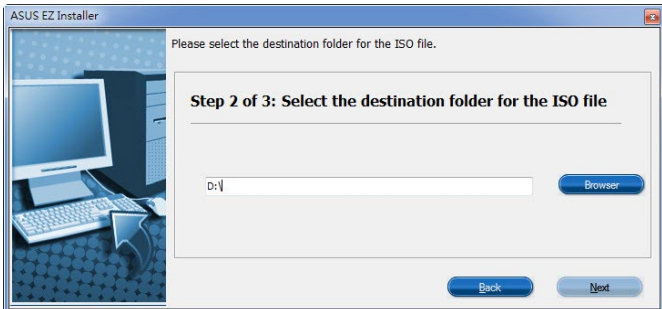 ASUS EZ Installer
Please select the destination folder for the ISO file.
Step 2 of 3: Select the destination folder for the ISO file
D:\
Browser
Back Next